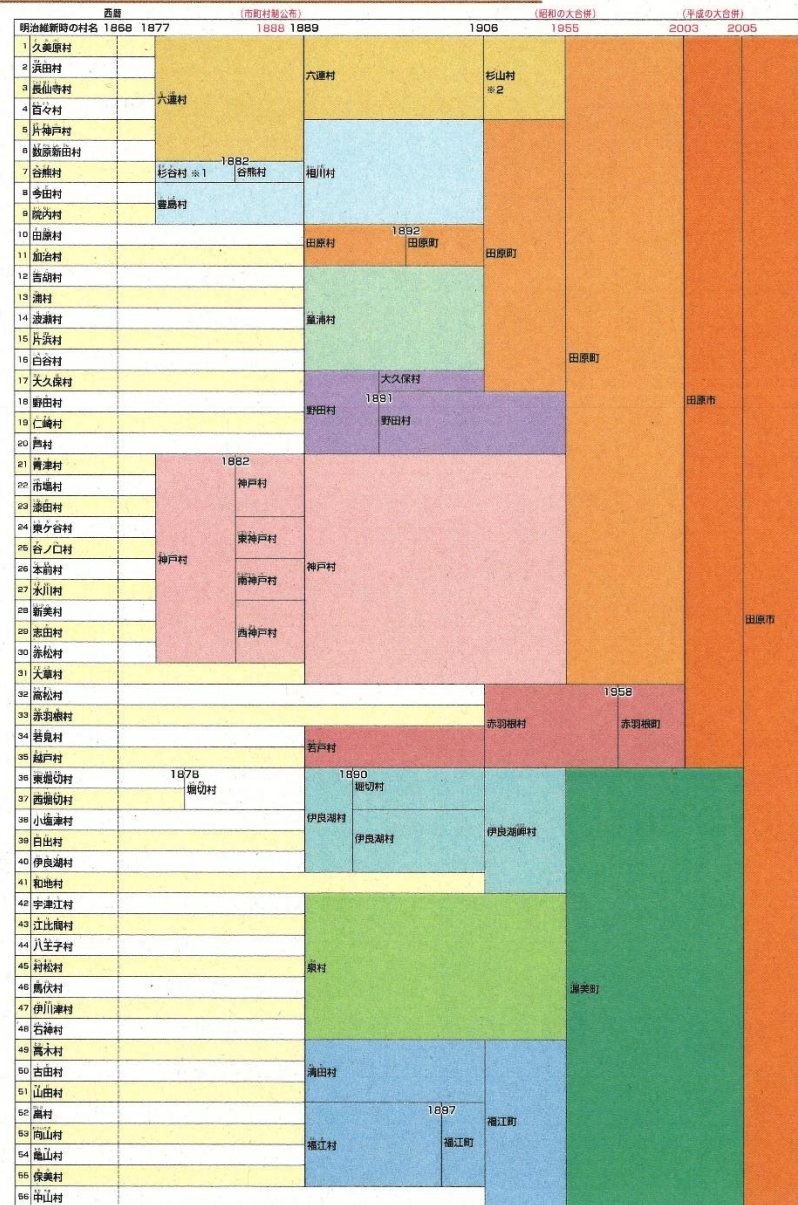 西暦
(市町村制公布)
(昭和の大合併)
(平成の大合併)
明治維新時の村名 1868 1877 1888 1889 1906 1955 2003 2005
1 久美原村
2 浜田村
3 長仙寺村
4 百々村
5 片神戸村
6 数原新田村
7 谷熊村
8 今田村
9 院内村
10 田原村
11 加治村
12 吉胡村
13 浦村
14 波瀬村
15 片浜村
16 白谷村
17 大久保村
18 野田村
19 仁崎村
20 芦村
21 青津村
22 市場村
23 漆田村
24 東ケ谷村
25 谷ノ口村
26 本前村
27 水川村
28 新美村
29 志田村
30 赤松村
31 大草村
32 高松村
33 赤羽根村
34 若見村
35 越戸村
36 東堀切村
37 西堀切村
38 小塩津村
39 日出村
40 伊良湖村
41 和地村
42 宇津江村
43 江比間村
44 八王子村
45 村松村
46 馬伏村
47 伊川津村
48 石神村
49 高木村
50 古田村
51 山田村
52 畠村
53 向山村
54 亀山村
55 保美村
56 中山村
六連村
1882
杉谷村 ※1
谷熊村
豊島村
1882
神戸村
神戸村
東神戸村
南神戸村
西神戸村
1878
堀切村
六連村
相川村
1892
田原村
田原町
童浦村
大久保村
1891
野田村
野田村
神戸村
若戸村
1890
堀切村
伊良湖村
伊良湖村
泉村
清田村
1897
福江村
福江町
杉山村
※2
田原町
1958
赤羽根村
赤羽根町
伊良湖岬村
福江町
田原町
渥美町
田原市
田原市